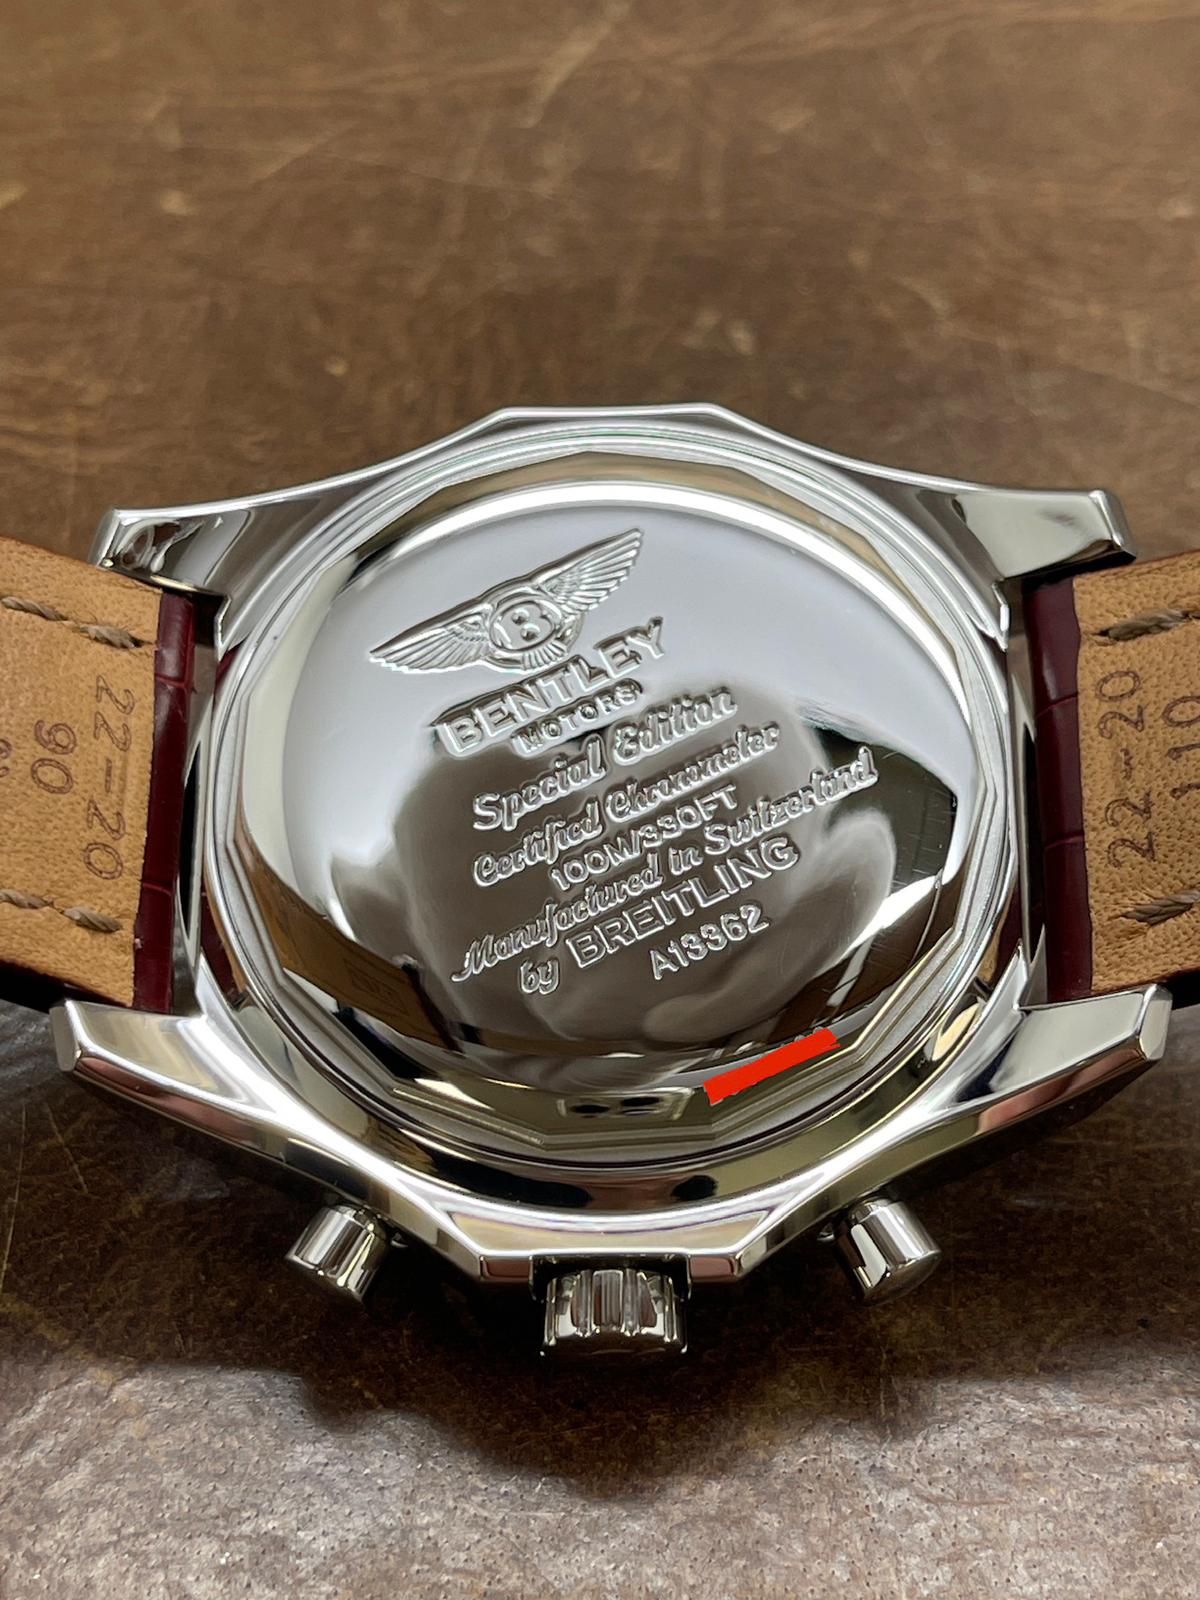 B
BENTLEY
MOTORS
Special Edition
Certified Chronometer
100M/330FT
Manufactured in Switzerland
by BREITLING
A13362
22-20
90
22-20
110